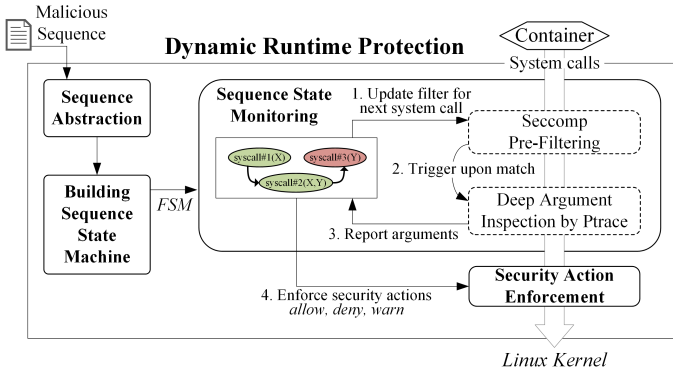 Malicious
Sequence
Dynamic Runtime Protection
Container
System calls
Sequence
Abstraction
Building
Sequence
State
Machine
FSM
Sequence State
Monitoring
syscall#1(X)
syscall#3(Y)
syscall#2(X,Y)
1. Update filter for
next system call
Seccomp
Pre-Filtering
2. Trigger upon match
Deep Argument
Inspection by Ptrace
3. Report arguments
4. Enforce security actions
allow, deny, warn
Security Action
Enforcement
Linux Kernel